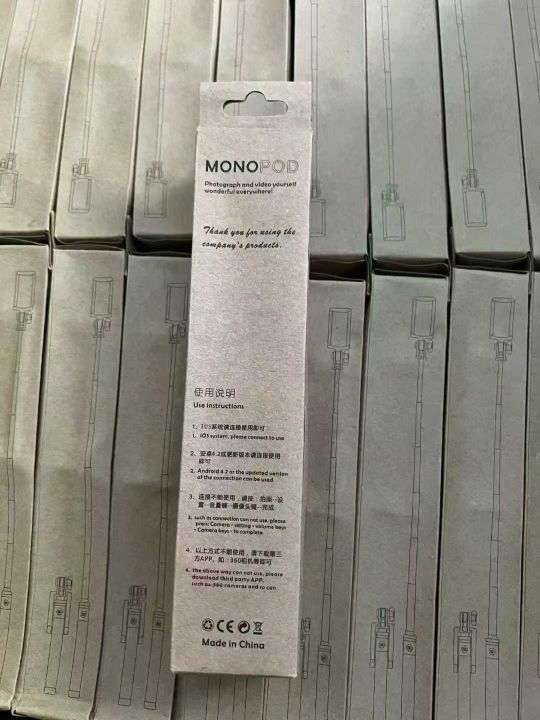 MONOPOD
Photograph and video yourself
wonderful everywhere!
Thank you for using the
company's products.
使用说明
Use instructions
1、IOS系统请连接使用即可
1、IOS system, please connect to use
2、安卓4.2或更新版本请连接使用
即可
2、Android 4.2 or the updated version
of the connection can be used
3、连接不能使用，请按：拍照--设
置--音量键--摄像头键--完成
3、such as connection can not use, please
press: Camera - setting - volume keys
- Camera keys - to complete
4、以上方式不能使用，请下载第三
方APP，如：360相机等即可
4、the above way can not use, please
download third party APP,
such as 360 cameras and so can
CE
Made in China